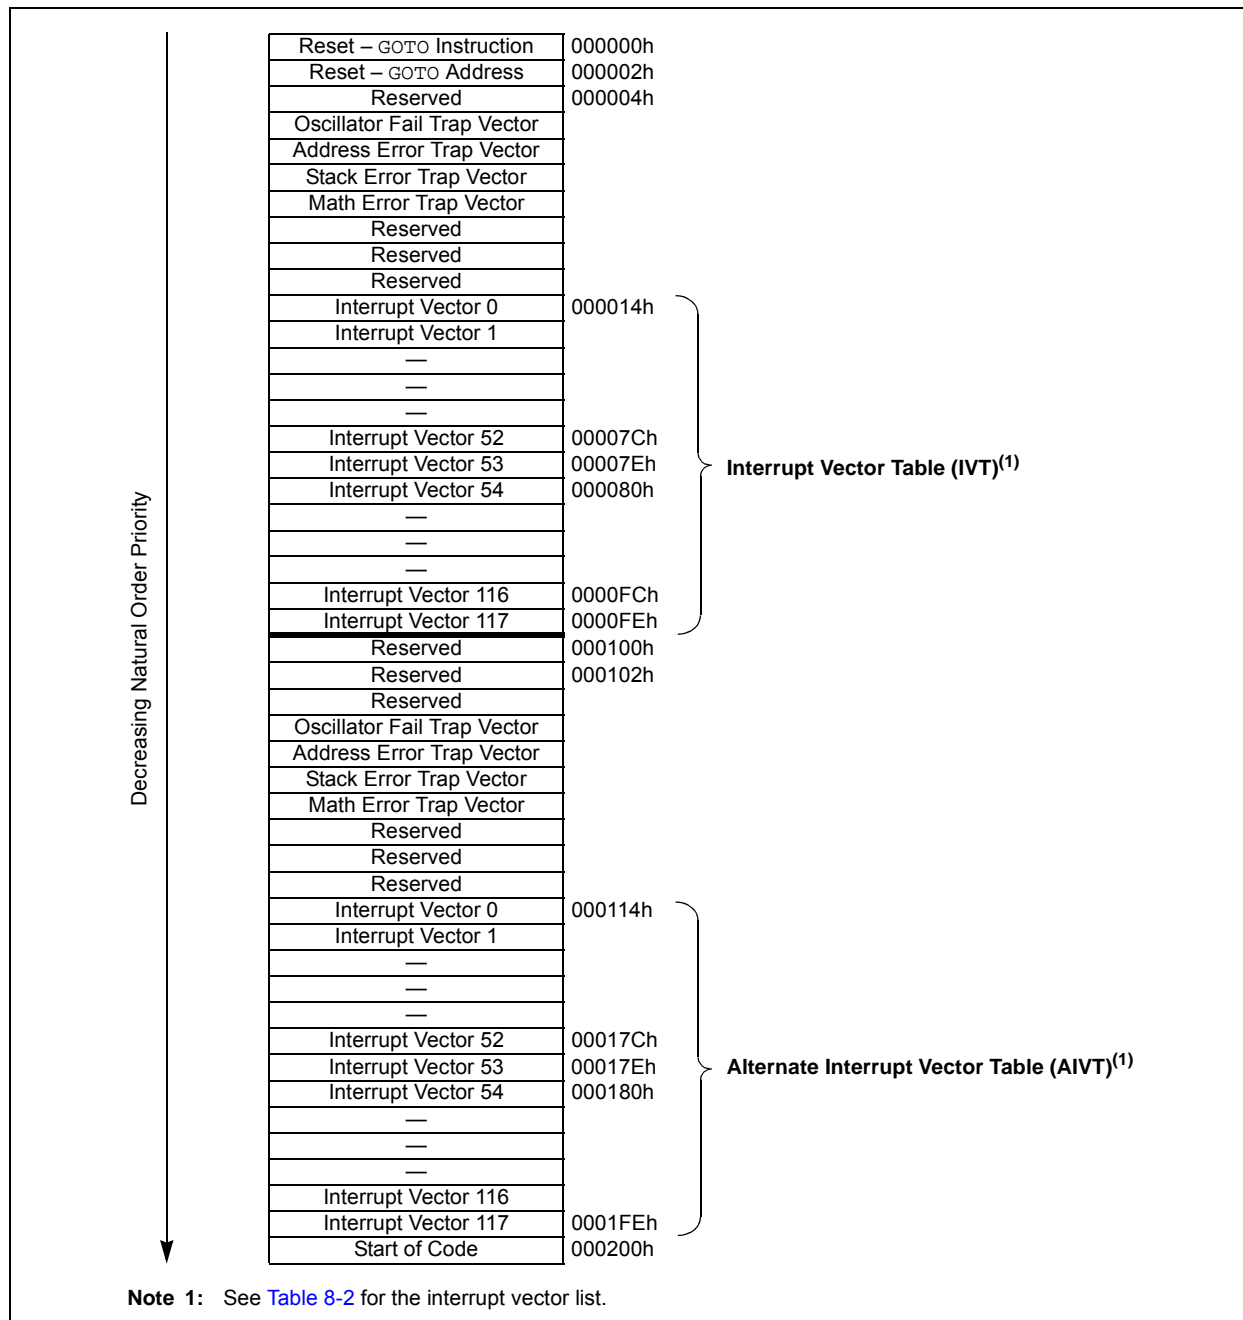 Decreasing Natural Order Priority
Reset – GOTO Instruction 000000h
Reset – GOTO Address 000002h
Reserved 000004h
Oscillator Fail Trap Vector
Address Error Trap Vector
Stack Error Trap Vector
Math Error Trap Vector
Reserved
Reserved
Reserved
Interrupt Vector 0 000014h
Interrupt Vector 1
—
—
—
Interrupt Vector 52 00007Ch
Interrupt Vector 53 00007Eh
Interrupt Vector Table (IVT)(1)
Interrupt Vector 54 000080h
—
—
—
Interrupt Vector 116 0000FCh
Interrupt Vector 117 0000FEh
Reserved 000100h
Reserved 000102h
Reserved
Oscillator Fail Trap Vector
Address Error Trap Vector
Stack Error Trap Vector
Math Error Trap Vector
Reserved
Reserved
Reserved
Interrupt Vector 0 000114h
Interrupt Vector 1
—
—
—
Interrupt Vector 52 00017Ch
Interrupt Vector 53 00017Eh
Alternate Interrupt Vector Table (AIVT)(1)
Interrupt Vector 54 000180h
—
—
—
Interrupt Vector 116
Interrupt Vector 117 0001FEh
Start of Code 000200h
Note 1: See Table 8-2 for the interrupt vector list.